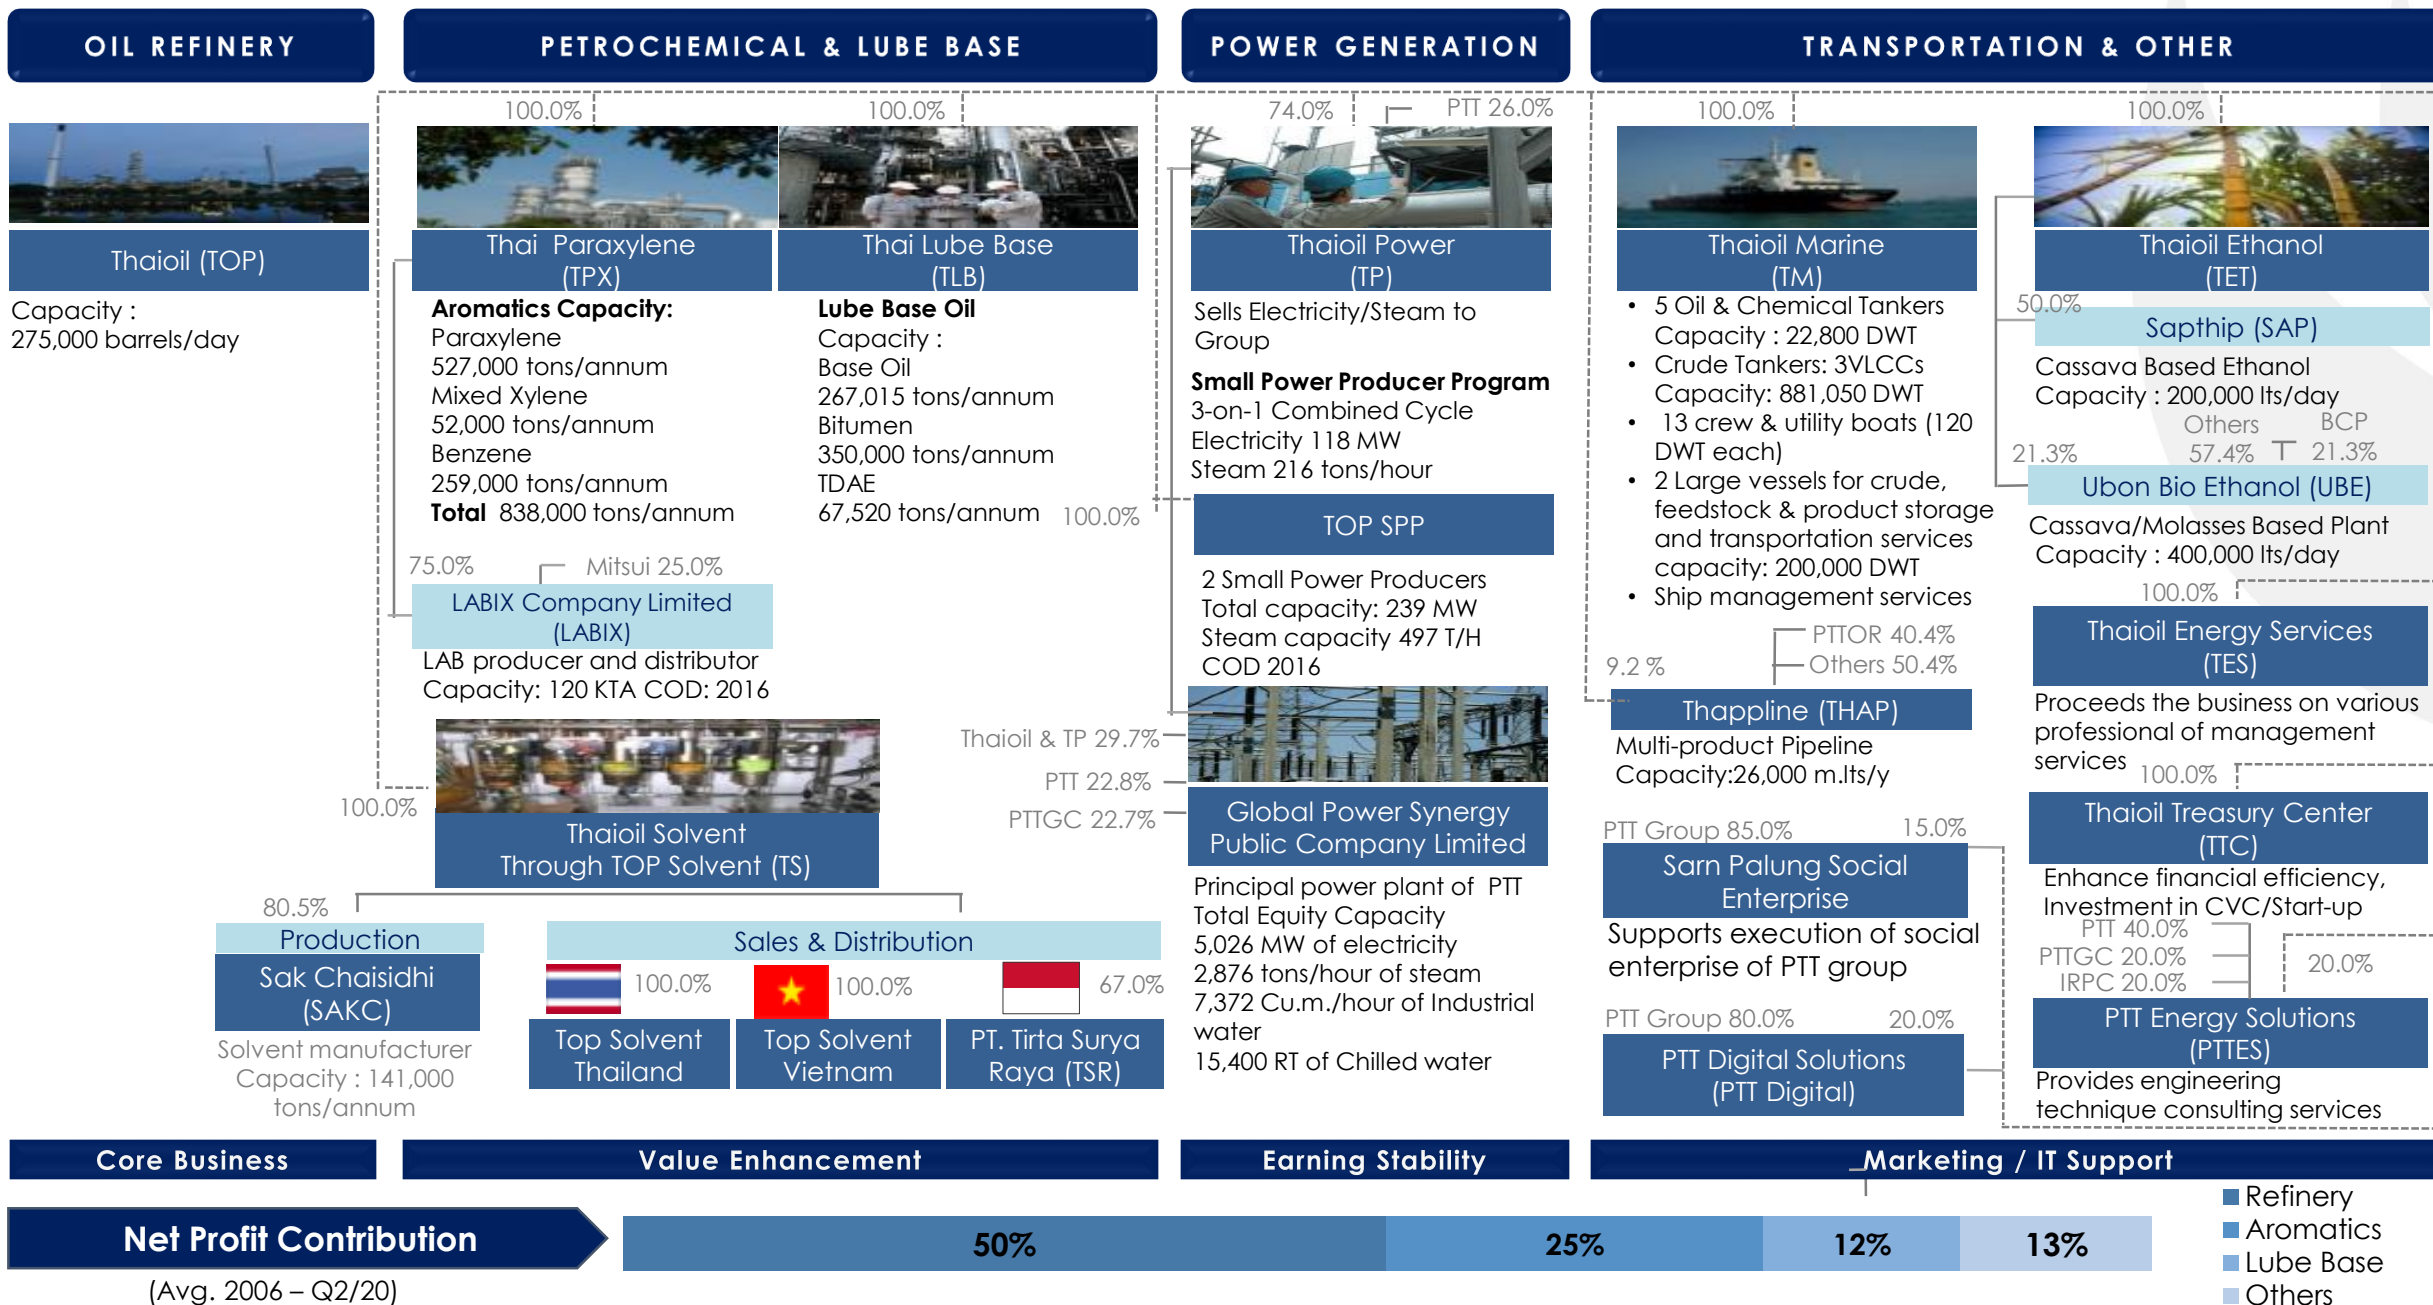 OIL REFINERY
PETROCHEMICAL & LUBE BASE
POWER GENERATION
TRANSPORTATION & OTHER
Thaioil (TOP)
Capacity :
275,000 barrels/day
100.0%
Thai Paraxylene
(TPX)
Aromatics Capacity:
Paraxylene
527,000 tons/annum
Mixed Xylene
52,000 tons/annum
Benzene
259,000 tons/annum
Total 838,000 tons/annum
75.0%
Mitsui 25.0%
LABIX Company Limited
(LABIX)
LAB producer and distributor
Capacity: 120 KTA COD: 2016
100.0%
Thai Lube Base
(TLB)
Lube Base Oil
Capacity :
Base Oil
267,015 tons/annum
Bitumen
350,000 tons/annum
TDAE
67,520 tons/annum
100.0%
Thaioil Solvent
Through TOP Solvent (TS)
80.5%
Production
Sak Chaisidhi
(SAKC)
Solvent manufacturer
Capacity : 141,000
tons/annum
Sales & Distribution
100.0%
Top Solvent
Thailand
100.0%
Top Solvent
Vietnam
67.0%
PT. Tirta Surya
Raya (TSR)
74.0%
PTT 26.0%
Thaioil Power
(TP)
Sells Electricity/Steam to
Group
Small Power Producer Program
3-on-1 Combined Cycle
Electricity 118 MW
Steam 216 tons/hour
100.0%
TOP SPP
2 Small Power Producers
Total capacity: 239 MW
Steam capacity 497 T/H
COD 2016
Thaioil & TP 29.7%
PTT 22.8%
PTTGC 22.7%
Global Power Synergy
Public Company Limited
Principal power plant of PTT
Total Equity Capacity
5,026 MW of electricity
2,876 tons/hour of steam
7,372 Cu.m./hour of Industrial
water
15,400 RT of Chilled water
100.0%
Thaioil Marine
(TM)
• 5 Oil & Chemical Tankers
Capacity : 22,800 DWT
• Crude Tankers: 3VLCCs
Capacity: 881,050 DWT
• 13 crew & utility boats (120
DWT each)
• 2 Large vessels for crude,
feedstock & product storage
and transportation services
capacity: 200,000 DWT
• Ship management services
PTTOR 40.4%
Others 50.4%
9.2 %
Thappline (THAP)
Multi-product Pipeline
Capacity:26,000 m.lts/y
PTT Group 85.0%
15.0%
Sarn Palung Social
Enterprise
Supports execution of social
enterprise of PTT group
PTT Group 80.0%
20.0%
PTT Digital Solutions
(PTT Digital)
100.0%
Thaioil Ethanol
(TET)
50.0%
Sapthip (SAP)
Cassava Based Ethanol
Capacity : 200,000 lts/day
Others
57.4%
BCP
21.3%
21.3%
Ubon Bio Ethanol (UBE)
Cassava/Molasses Based Plant
Capacity : 400,000 lts/day
100.0%
Thaioil Energy Services
(TES)
Proceeds the business on various
professional of management
services
100.0%
Thaioil Treasury Center
(TTC)
Enhance financial efficiency,
Investment in CVC/Start-up
PTT 40.0%
PTTGC 20.0%
IRPC 20.0%
20.0%
PTT Energy Solutions
(PTTES)
Provides engineering
technique consulting services
Core Business
Value Enhancement
Earning Stability
Marketing / IT Support
Net Profit Contribution
(Avg. 2006 – Q2/20)
50%
25%
12%
13%
Refinery
Aromatics
Lube Base
Others